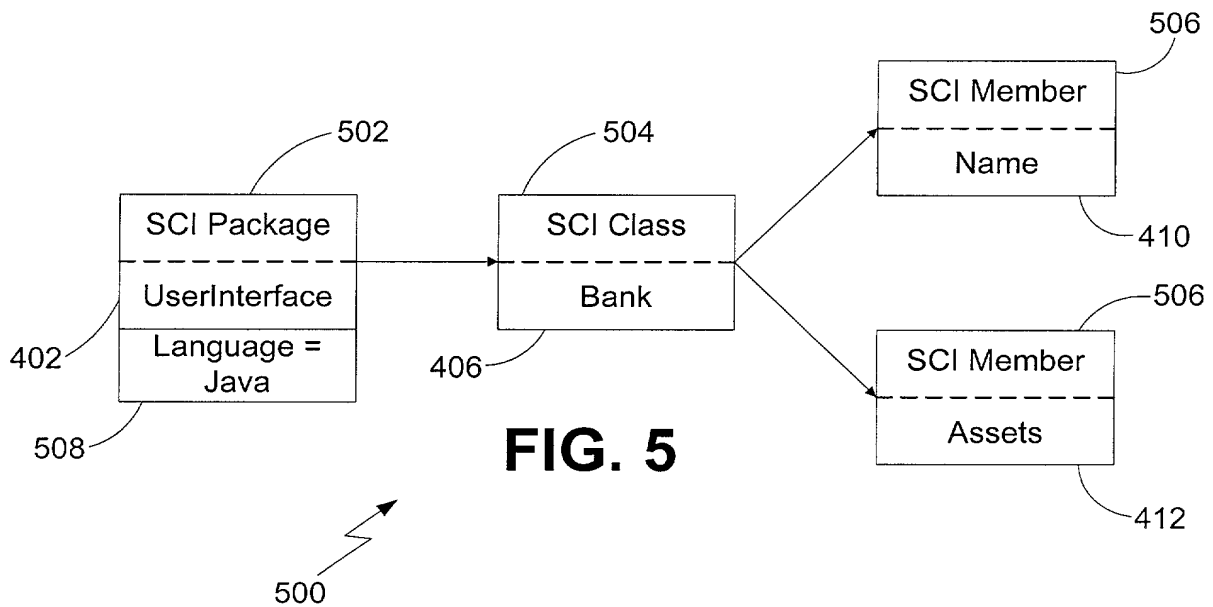 506
SCI Member
Name
410
502
SCI Package
UserInterface
Language =
Java
402
508
504
SCI Class
Bank
406
506
SCI Member
Assets
412
FIG. 5
500